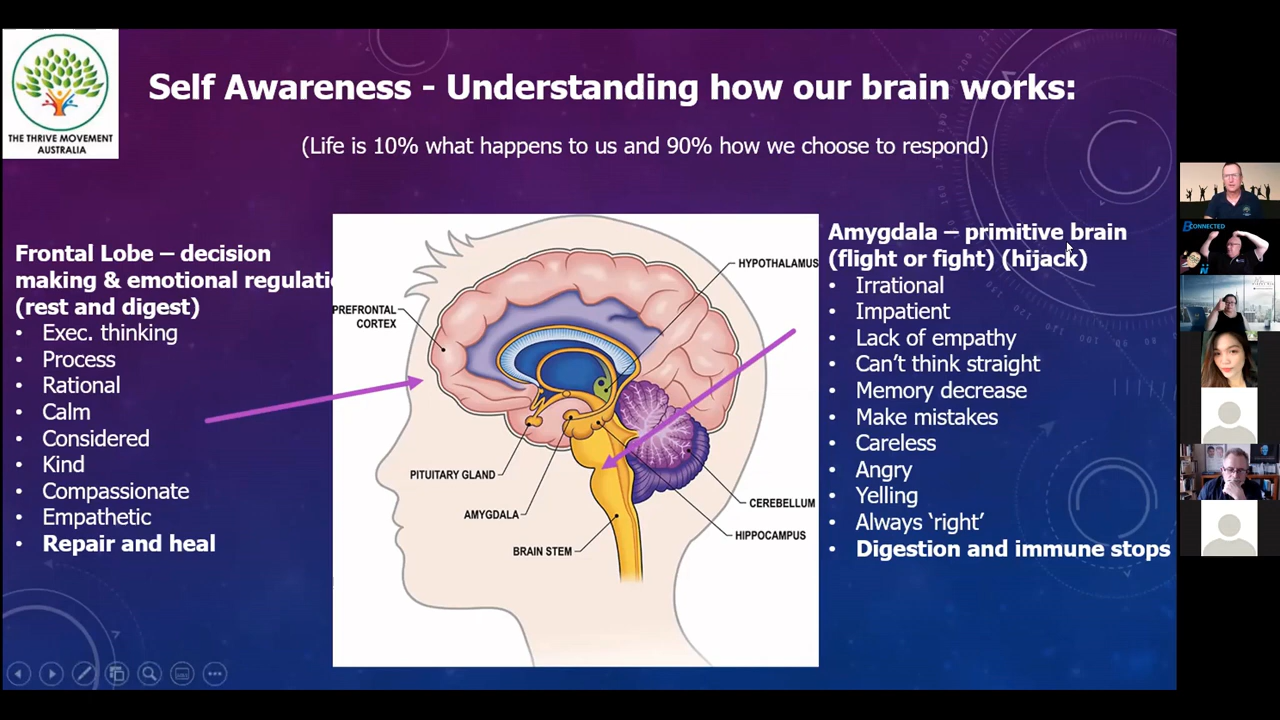 THE THRIVE MOVEMENT
AUSTRALIA
Self Awareness - Understanding how our brain works:
(Life is 10% what happens to us and 90% how we choose to respond)
Frontal Lobe – decision
making & emotional regulatio
(rest and digest)
• Exec. thinking
• Process
• Rational
• Calm
• Considered
• Kind
• Compassionate
• Empathetic
• Repair and heal
HYPOTHALAMUS
PREFRONTAL
CORTEX
PITUITARY GLAND
AMYGDALA
BRAIN STEM
CEREBELLUM
HIPPOCAMPUS
Amygdala – primitive brain
(flight or fight) (hijack)
• Irrational
• Impatient
• Lack of empathy
• Can't think straight
• Memory decrease
• Make mistakes
• Careless
• Angry
• Yelling
• Always ‘right’
• Digestion and immune stops
CONNECTED